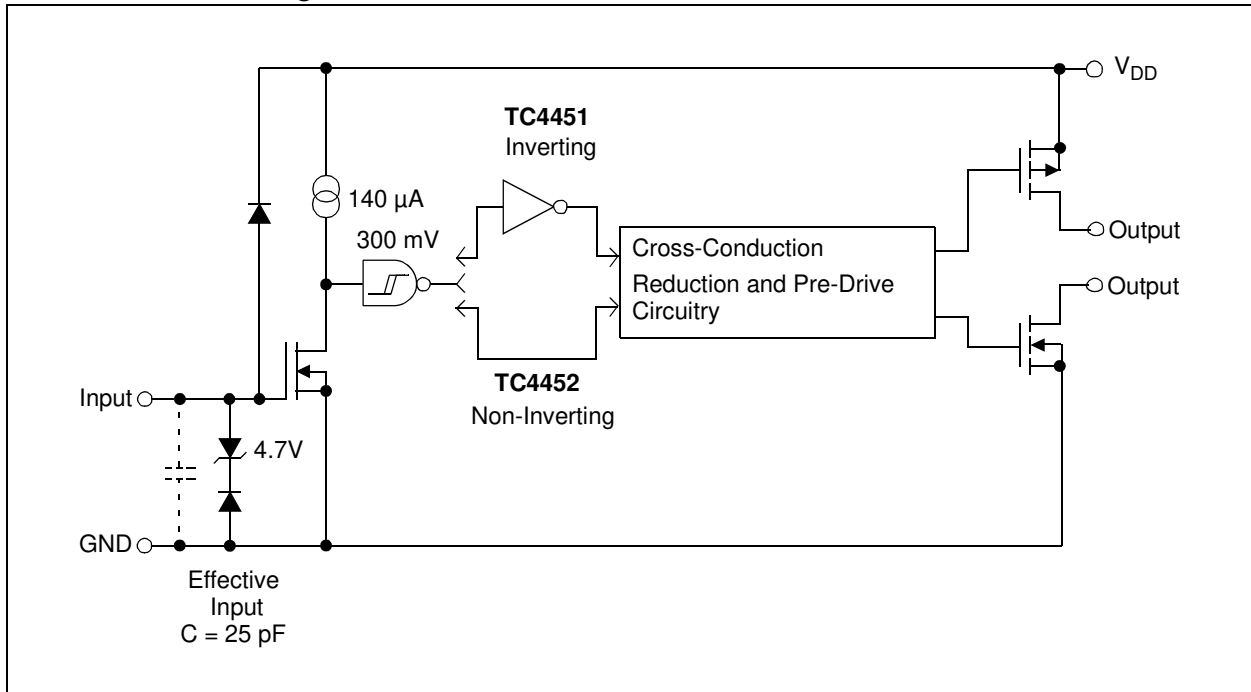 V_DD
TC4451
Inverting
140 µA
300 mV
Cross-Conduction
Reduction and Pre-Drive
Circuitry
Output
Output
TC4452
Non-Inverting
Input
4.7V
GND
Effective
Input
C = 25 pF